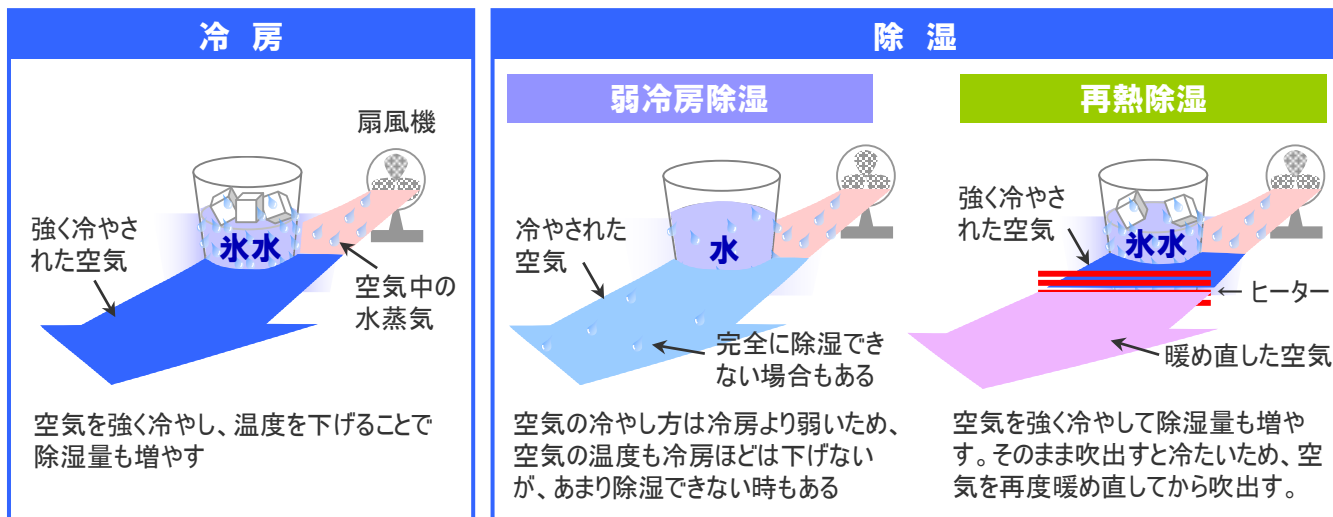 冷 房
扇風機
強く冷やさ
れた空気
氷水
空気中の
水蒸気
空気を強く冷やし、温度を下げることで
除湿量も増やす
除 湿
弱冷房除湿
冷やされた
空気
水
完全に除湿でき
ない場合もある
空気の冷やし方は冷房より弱いため、
空気の温度も冷房ほどは下げない
が、あまり除湿できない時もある
再熱除湿
強く冷やさ
れた空気
氷水
← ヒーター
暖め直した空気
空気を強く冷やして除湿量も増や
す。そのまま吹出すと冷たいため、空
気を再度暖め直してから吹出す。